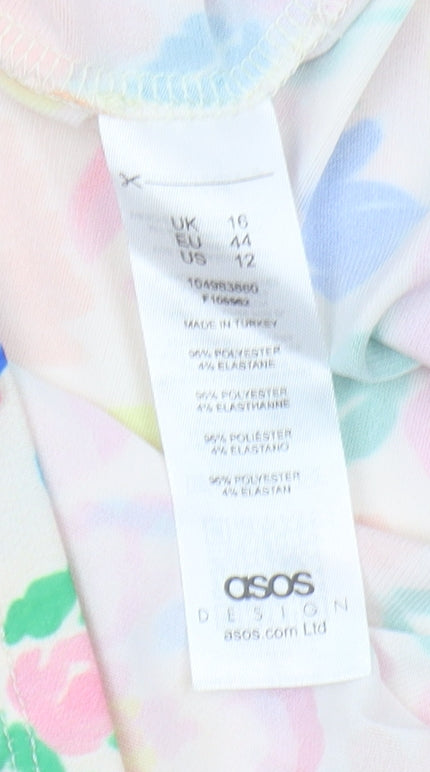 UK 16
EU 44
US 12
MADE IN TURKEY
96% POLYESTER
4% ELASTANE
96% POLYESTER
4% ELASTHANNE
96% POLIÉSTER
4% ELASTANO
96% POLYESTER
4% ELASTAN
asos
DESIGN
asos.com Ltd